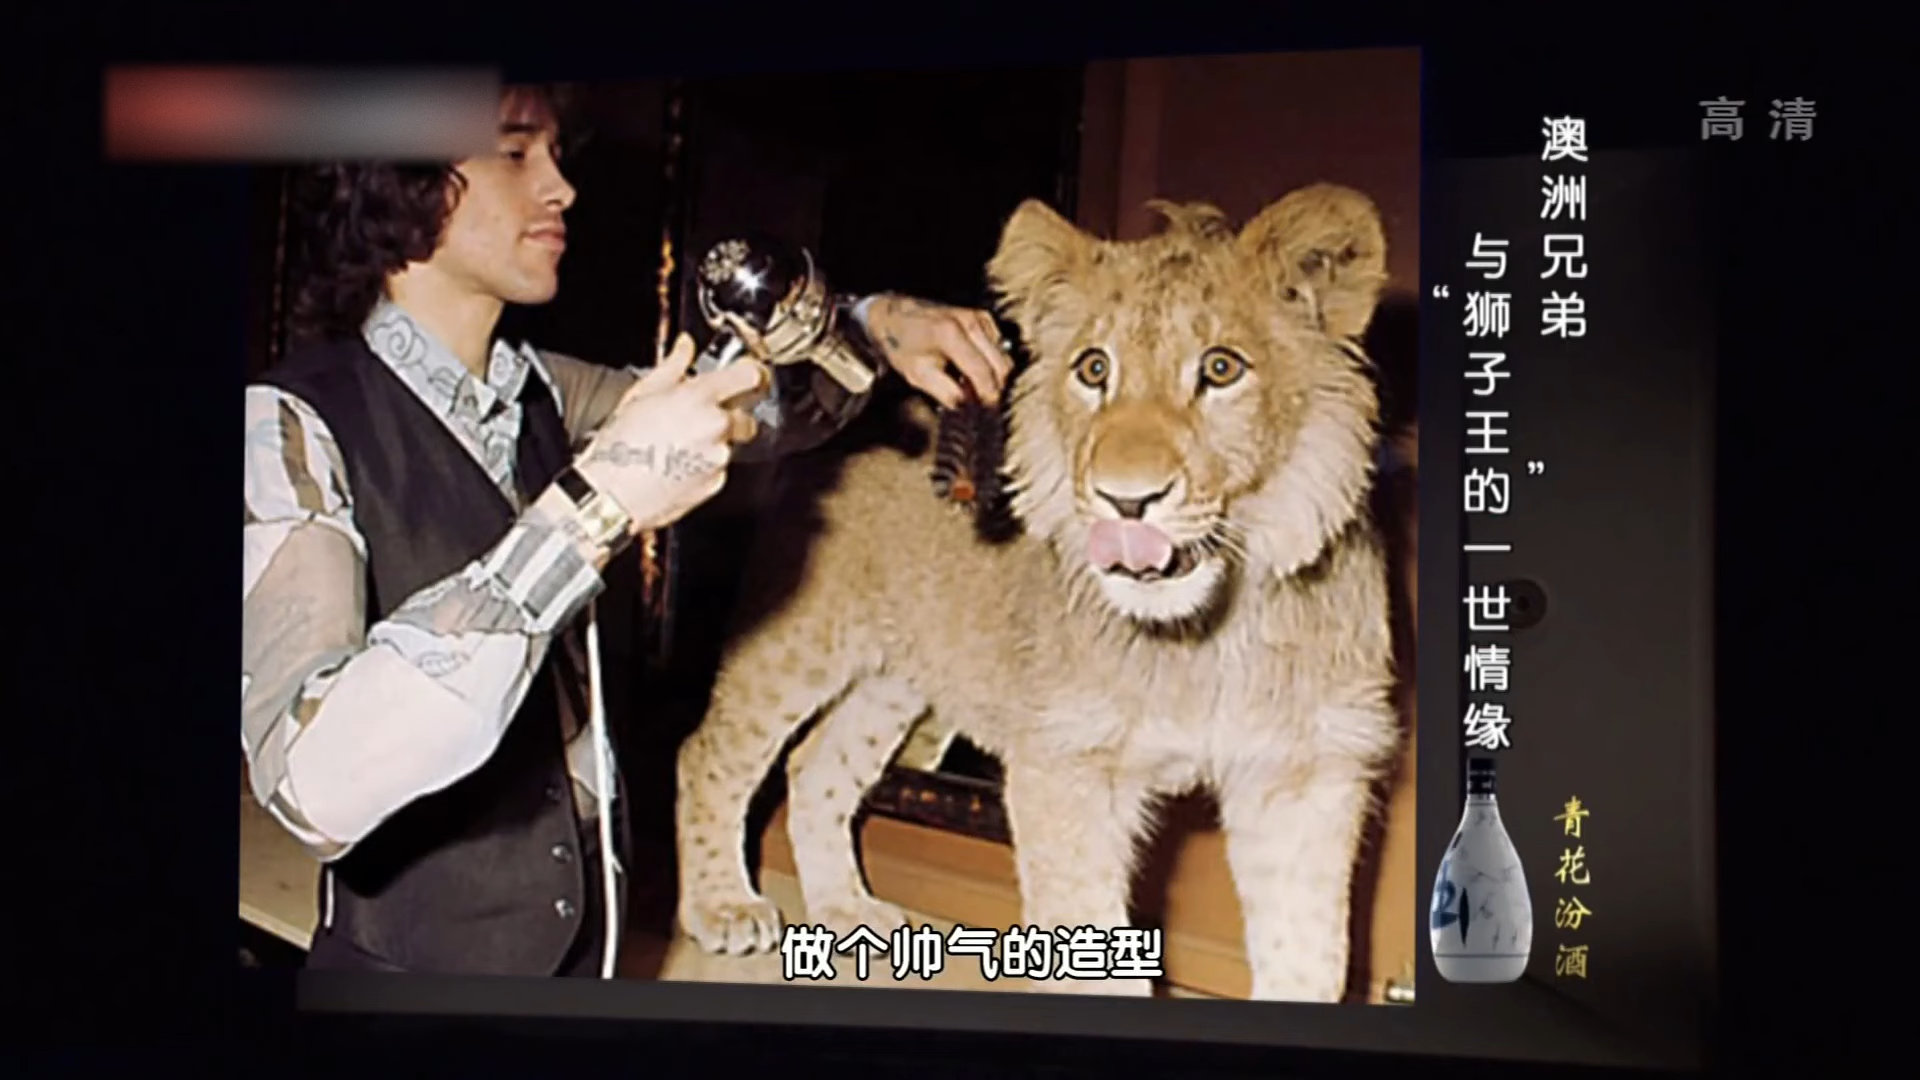 高清
澳洲兄弟
与“狮子王”的一世情缘
青花汾酒
21
做个帅气的造型